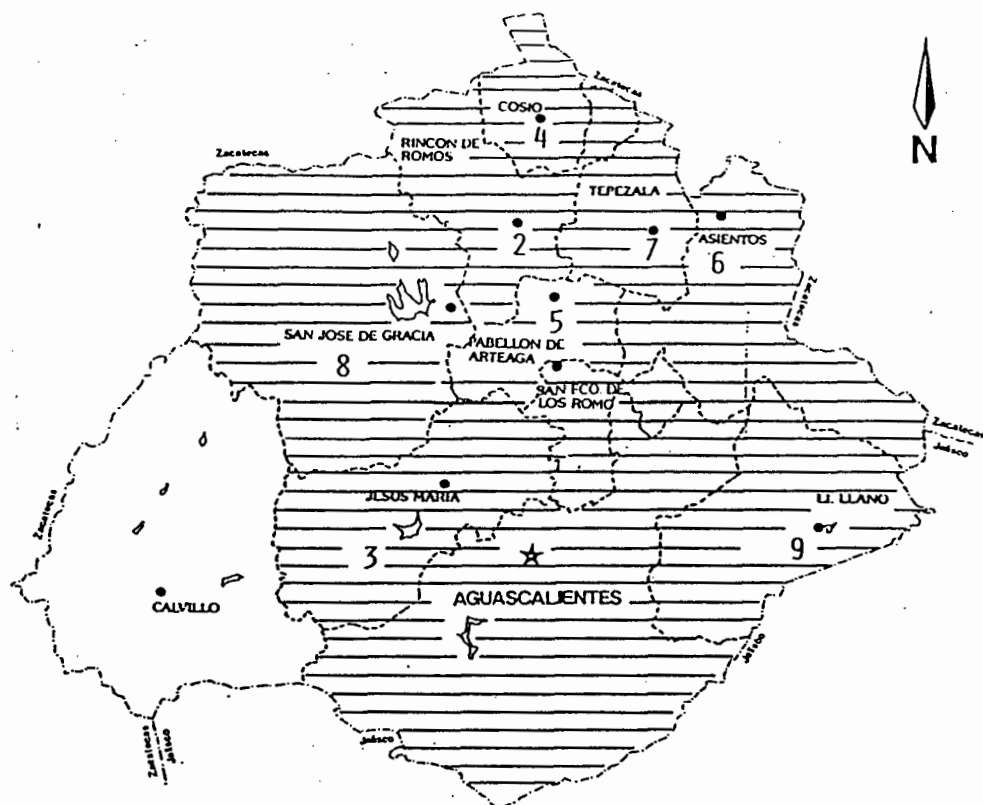 Zacatecas
COSIO
4
N
RINCON DE
ROMOS
Zacatecas
TEPEZALA
2
7
ASIENTOS
6
5
Zacatecas
SAN JOSE DE GRACIA
8
PABELLON DE
ARTEAGA
SAN FCO. DE
LOS ROMO
Zacatecas
Jalisco
JESUS MARIA
EL LLANO
Zacatecas
3
9
CALVILLO
AGUASCALIENTES
Jalisco
Jalisco
Zacatecas
Jalisco